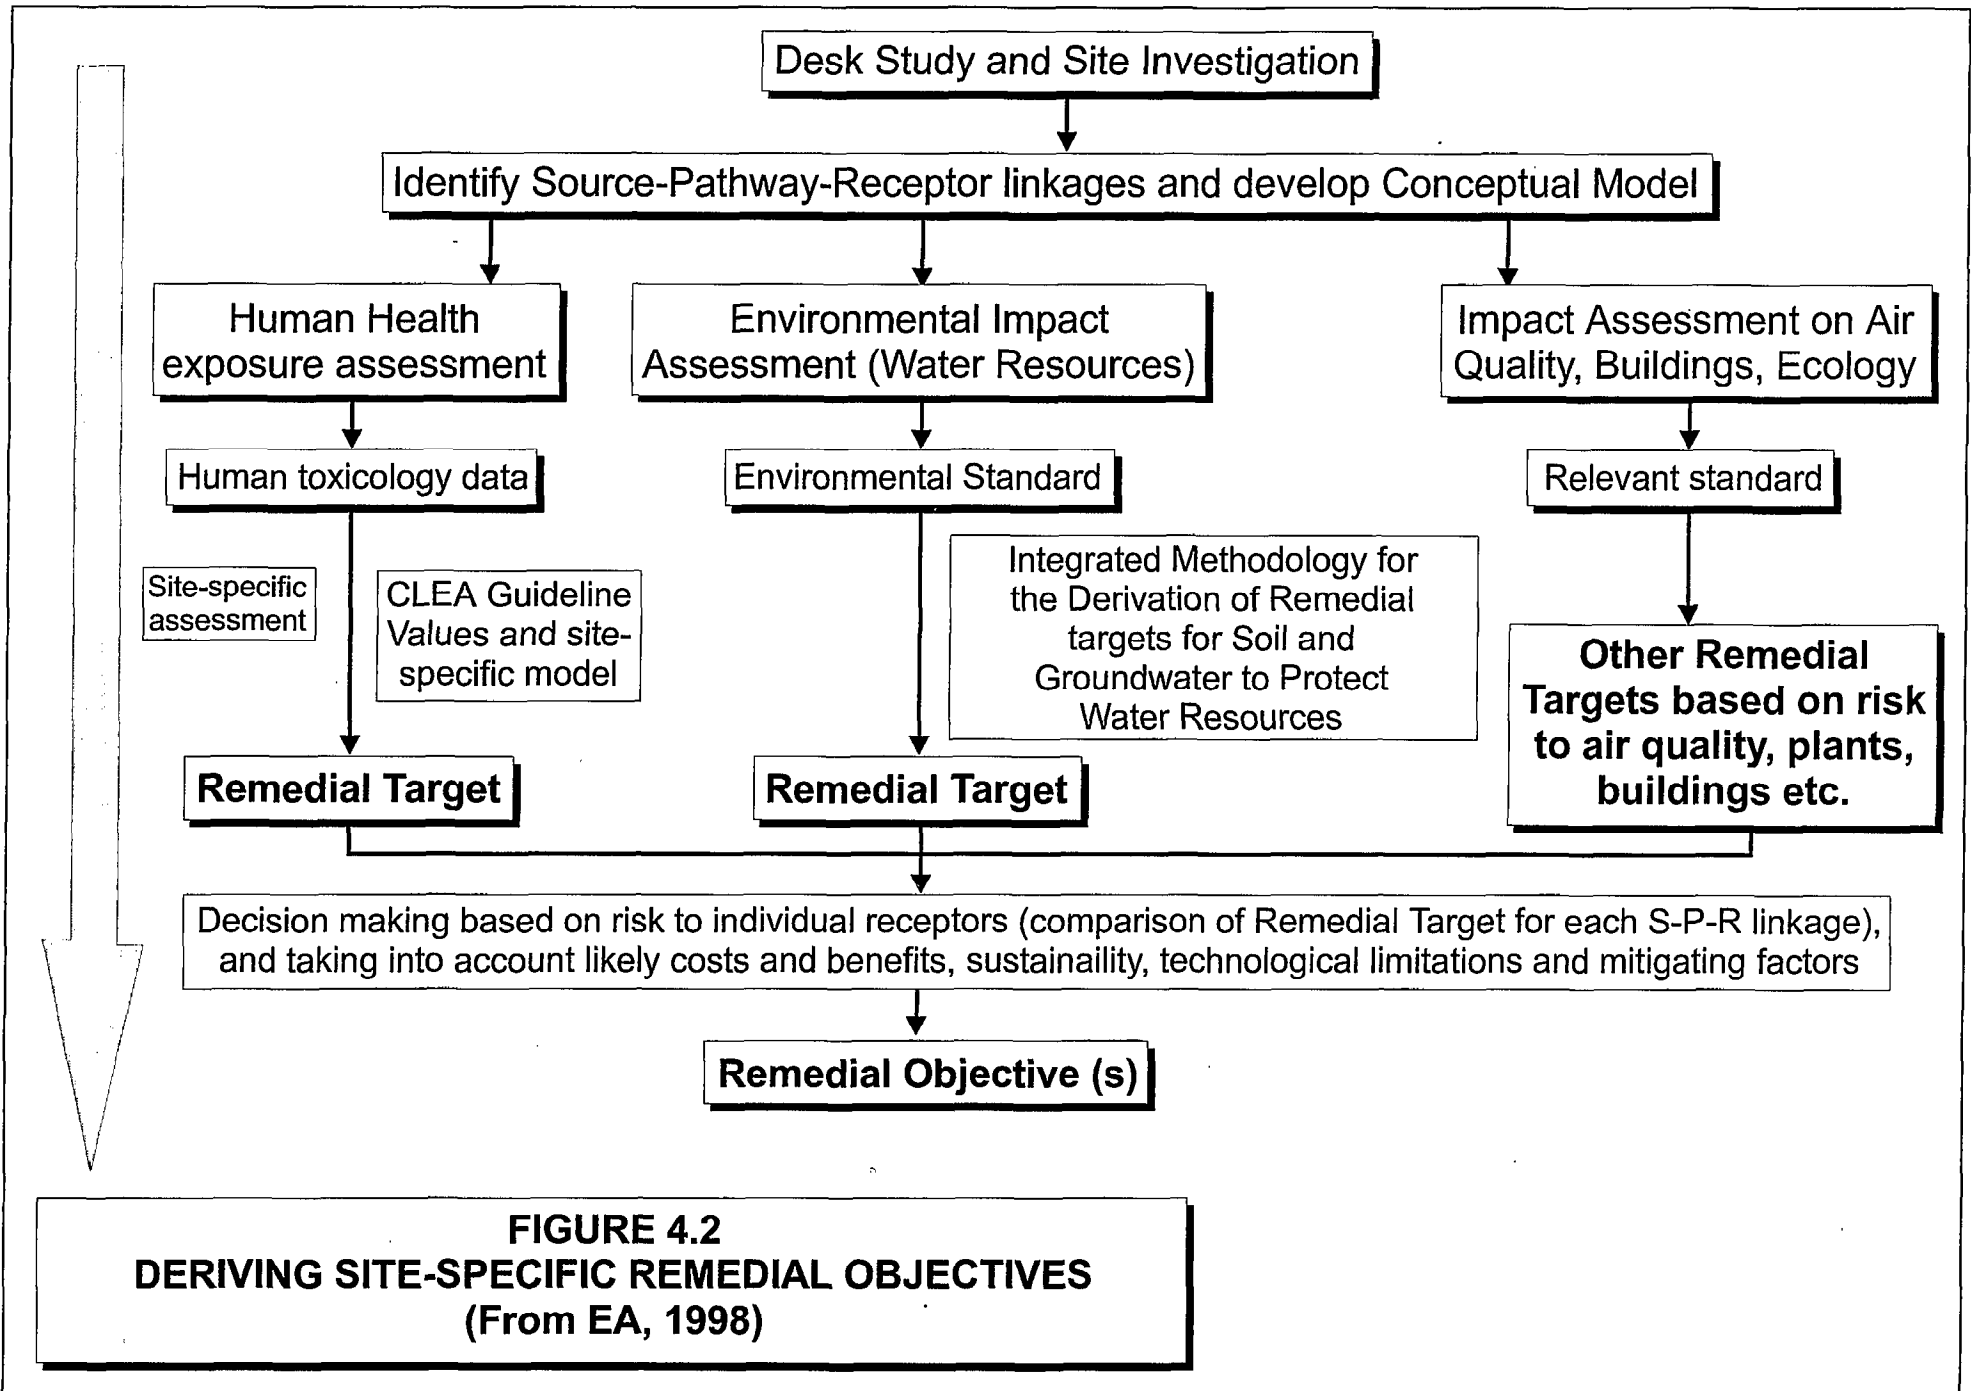 Desk Study and Site Investigation
Identify Source-Pathway-Receptor linkages and develop Conceptual Model
Human Health
exposure assessment
Environmental Impact
Assessment (Water Resources)
Impact Assessment on Air
Quality, Buildings, Ecology
Human toxicology data
Environmental Standard
Relevant standard
Site-specific
assessment
CLEA Guideline
Values and site-
specific model
Integrated Methodology for
the Derivation of Remedial
targets for Soil and
Groundwater to Protect
Water Resources
Other Remedial
Targets based on risk
to air quality, plants,
buildings etc.
Remedial Target
Remedial Target
Decision making based on risk to individual receptors (comparison of Remedial Target for each S-P-R linkage),
and taking into account likely costs and benefits, sustainaility, technological limitations and mitigating factors
Remedial Objective (s)
FIGURE 4.2
DERIVING SITE-SPECIFIC REMEDIAL OBJECTIVES
(From EA, 1998)